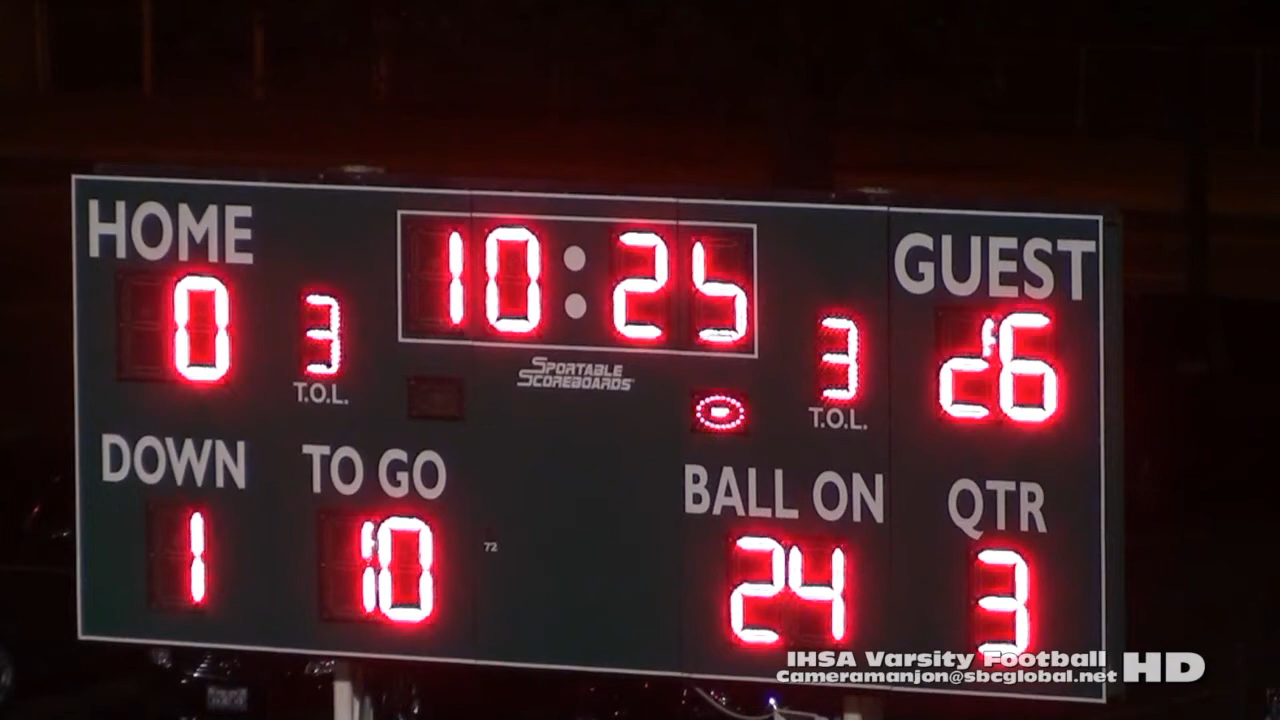 HOME 10:25 GUEST
0 3 3 26
T.O.L. SPORTABLE SCOREBOARDS T.O.L.
DOWN TO GO BALL ON QTR
1 10 72 24 3
IHSA Varsity Football HD
cameramanjon@sbcglobal.net